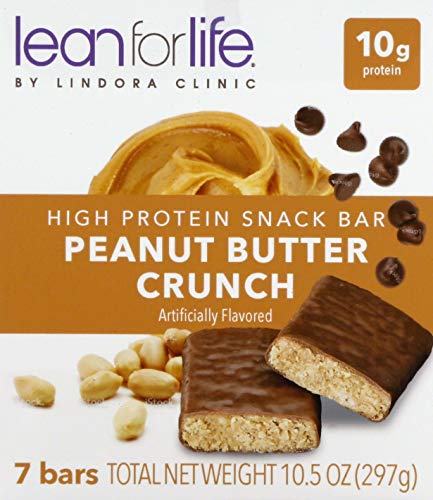 leanforlife®
BY LINDORA CLINIC
10g
protein
HIGH PROTEIN SNACK BAR
PEANUT BUTTER
CRUNCH
Artificially Flavored
7 bars TOTAL NET WEIGHT 10.5 OZ (297g)